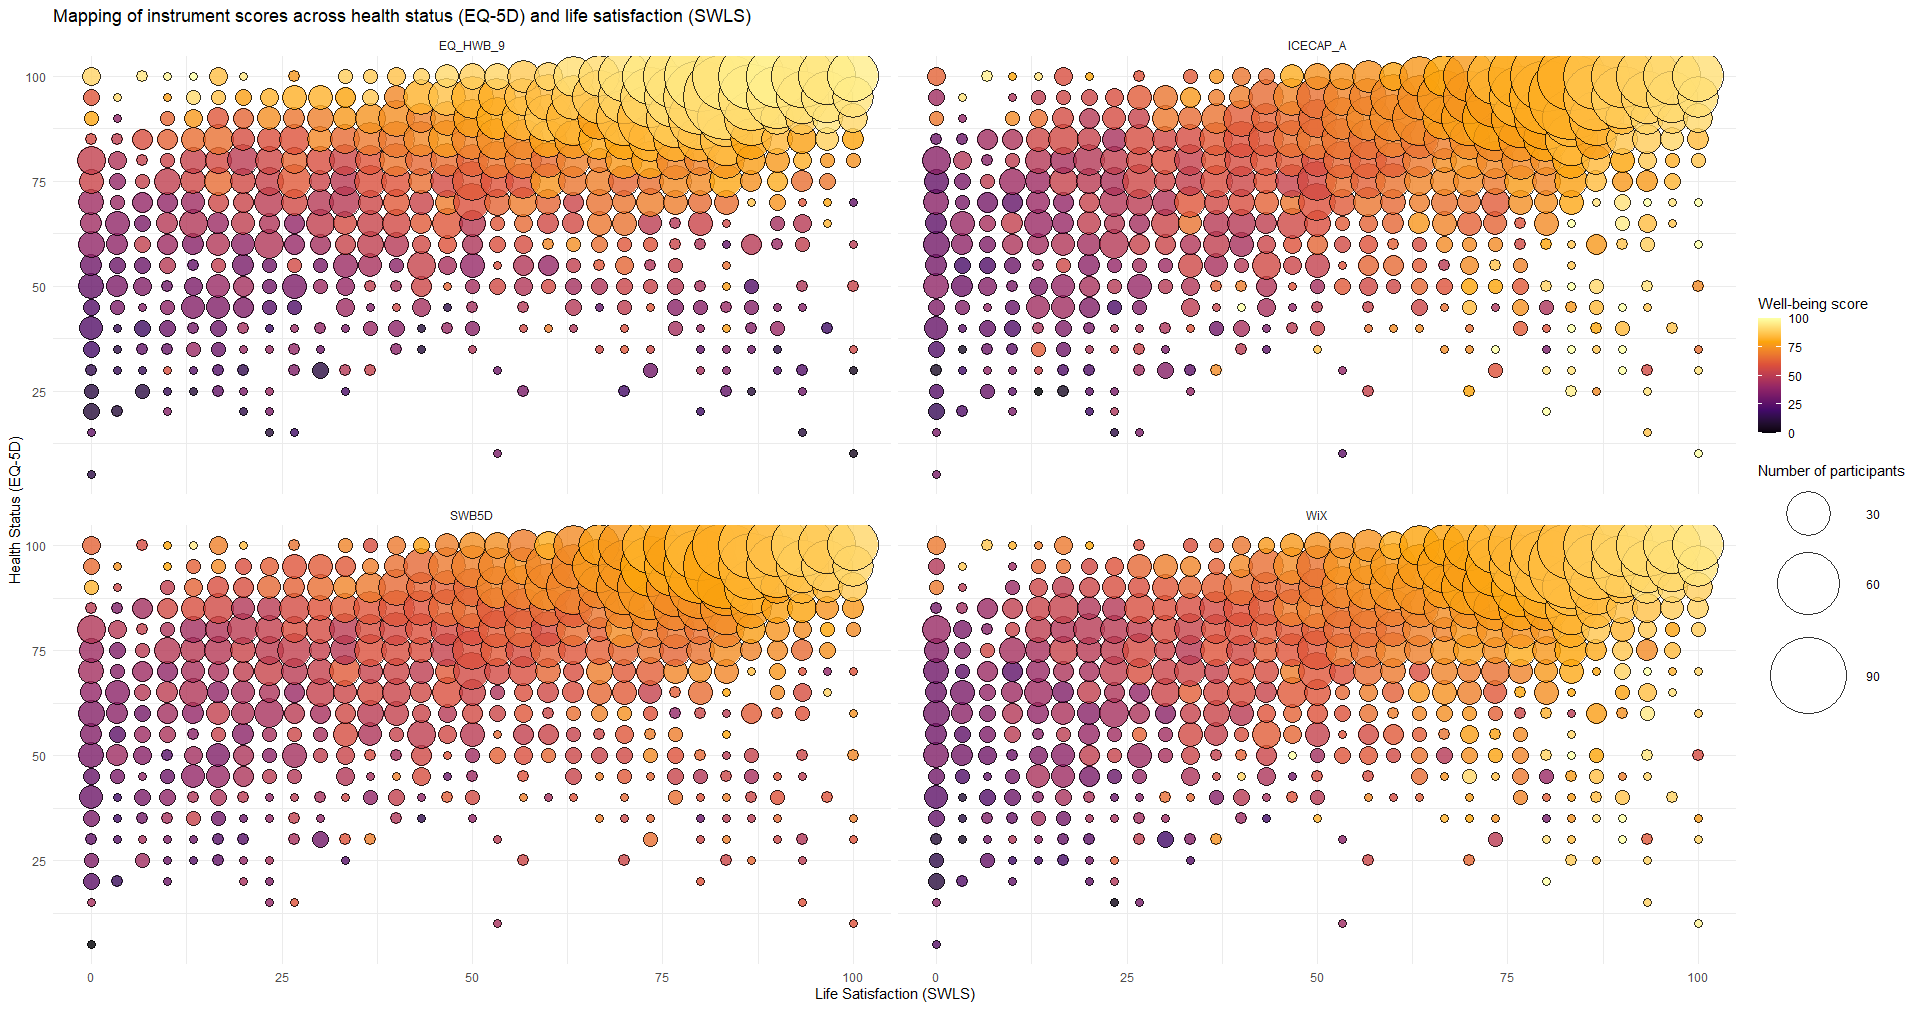 Mapping of instrument scores across health status (EQ-5D) and life satisfaction (SWLS)
EQ_HWB_9
ICECAP_A
100
75
50
25
SWB5D
WiX
100
75
50
25
Health Status (EQ-5D)
0
25
50
75
100
0
25
50
75
100
Life Satisfaction (SWLS)
Well-being score
100
75
50
25
0
Number of participants
30
60
90